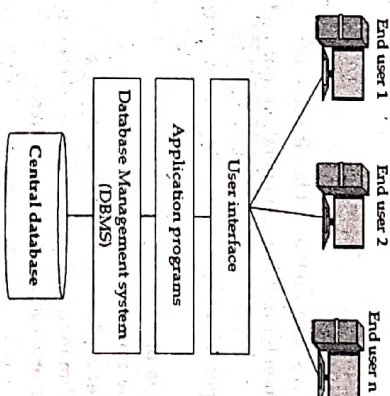 End user 1
End user 2
End user n
User interface
Application programs
Database Management system
(DBMS)
Central database